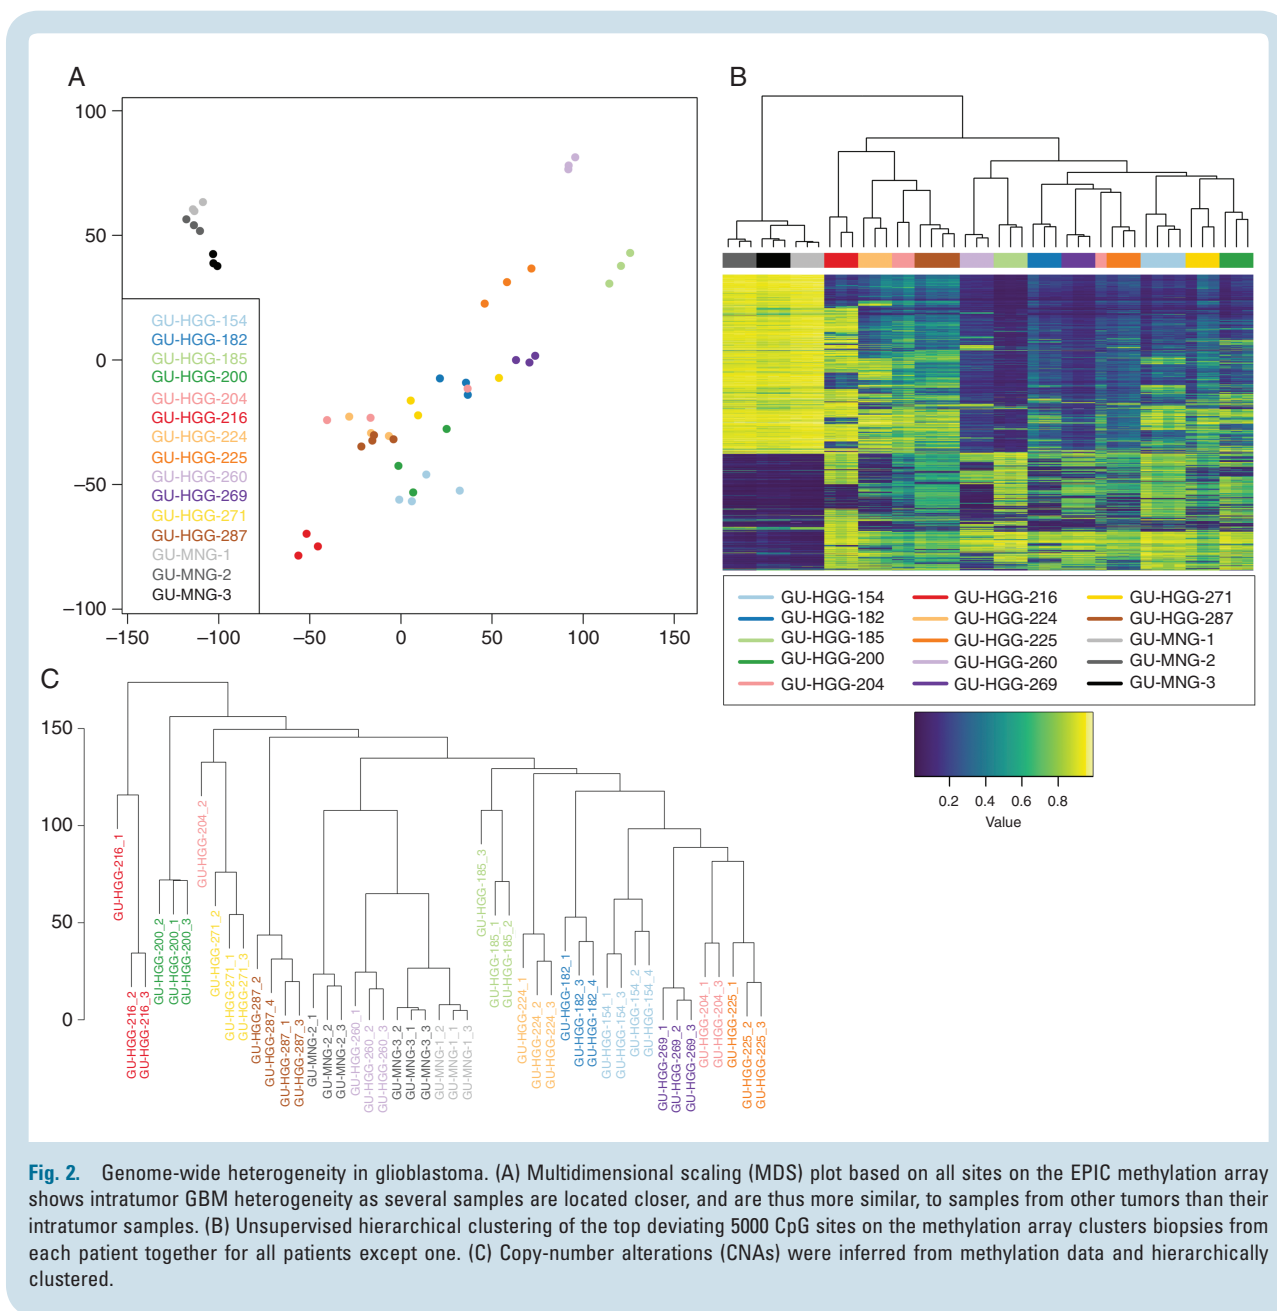 A
100
50
0
−50
−100
−150
−100
−50
0
50
100
150
GU-HGG-154
GU-HGG-182
GU-HGG-185
GU-HGG-200
GU-HGG-204
GU-HGG-216
GU-HGG-224
GU-HGG-225
GU-HGG-260
GU-HGG-269
GU-HGG-271
GU-HGG-287
GU-MNG-1
GU-MNG-2
GU-MNG-3
B
GU-HGG-154
GU-HGG-182
GU-HGG-185
GU-HGG-200
GU-HGG-204
GU-HGG-216
GU-HGG-224
GU-HGG-225
GU-HGG-260
GU-HGG-269
GU-HGG-271
GU-HGG-287
GU-MNG-1
GU-MNG-2
GU-MNG-3
0.2 0.4 0.6 0.8
Value
C
150
100
50
0
GU-HGG-216_1
GU-HGG-216_2
GU-HGG-216_3
GU-HGG-200_2
GU-HGG-200_1
GU-HGG-200_3
GU-HGG-204_2
GU-HGG-271_2
GU-HGG-271_1
GU-HGG-271_3
GU-HGG-287_2
GU-HGG-287_4
GU-HGG-287_1
GU-HGG-287_3
GU-MNG-2_1
GU-MNG-2_2
GU-MNG-2_3
GU-HGG-260_1
GU-HGG-260_2
GU-HGG-260_3
GU-MNG-3_2
GU-MNG-3_1
GU-MNG-3_3
GU-MNG-1_2
GU-MNG-1_1
GU-MNG-1_3
GU-HGG-185_3
GU-HGG-185_1
GU-HGG-185_2
GU-HGG-224_1
GU-HGG-224_2
GU-HGG-224_3
GU-HGG-182_1
GU-HGG-182_3
GU-HGG-182_4
GU-HGG-154_1
GU-HGG-154_3
GU-HGG-154_2
GU-HGG-154_4
GU-HGG-269_1
GU-HGG-269_2
GU-HGG-269_3
GU-HGG-204_1
GU-HGG-204_3
GU-HGG-225_1
GU-HGG-225_2
GU-HGG-225_3
Fig. 2. Genome-wide heterogeneity in glioblastoma. (A) Multidimensional scaling (MDS) plot based on all sites on the EPIC methylation array
shows intratumor GBM heterogeneity as several samples are located closer, and are thus more similar, to samples from other tumors than their
intratumor samples. (B) Unsupervised hierarchical clustering of the top deviating 5000 CpG sites on the methylation array clusters biopsies from
each patient together for all patients except one. (C) Copy-number alterations (CNAs) were inferred from methylation data and hierarchically
clustered.